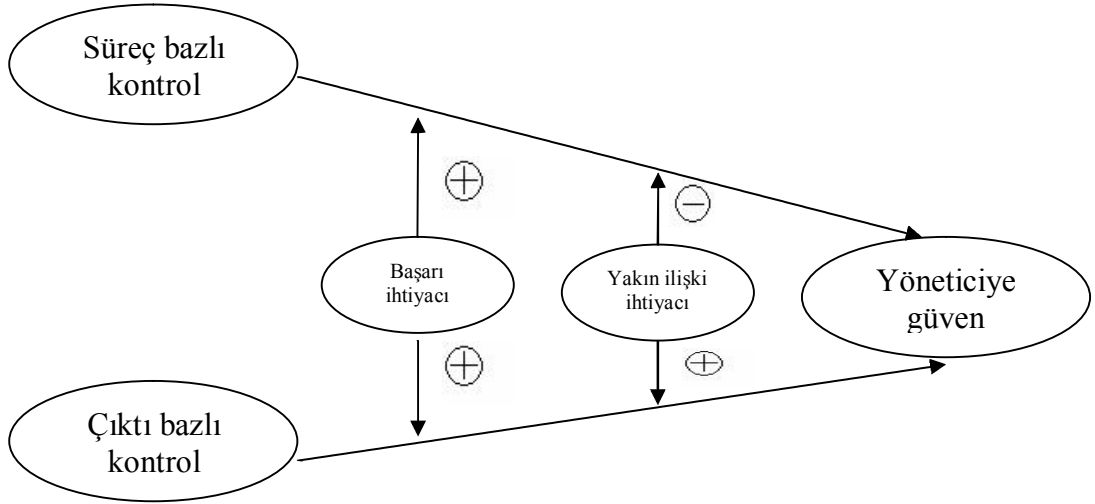 Süreç bazlı
kontrol
Başarı
ihtiyacı
Yakın ilişki
ihtiyacı
Yöneticiye
güven
Çıktı bazlı
kontrol